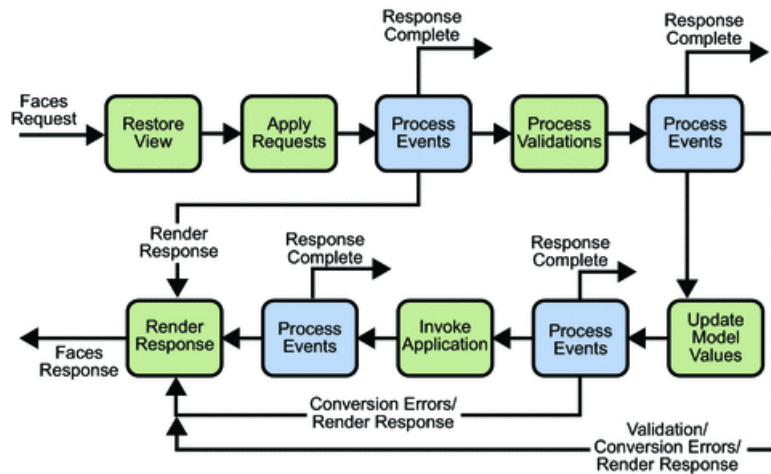 Response
Complete
Response
Complete
Faces
Request
Restore
View
Apply
Requests
Process
Events
Process
Validations
Process
Events
Render
Response
Response
Complete
Response
Complete
Render
Response
Process
Events
Invoke
Application
Process
Events
Update
Model
Values
Faces
Response
Conversion Errors/
Render Response
Validation/
Conversion Errors/
Render Response